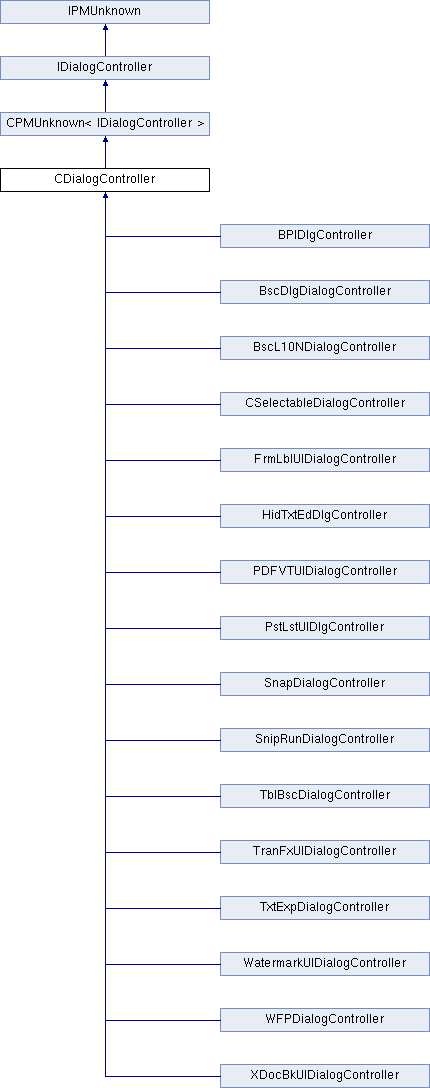 IPMUnknown
IDialogController
CPMUnknown< IDialogController >
CDialogController
BPIDlgController
BscDlgDialogController
BscL10NDialogController
CSelectableDialogController
FrmLblUIDialogController
HidTxtEdDlgController
PDFVTUIDialogController
PstLstUIDlgController
SnapDialogController
SnipRunDialogController
TblBscDialogController
TranFxUIDialogController
TxtExpDialogController
WatermarkUIDialogController
WFPDialogController
XDocBkUIDialogController